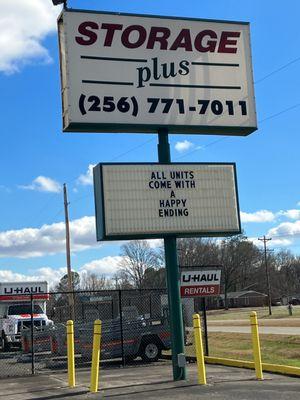 STORAGE
plus
(256) 771-7011
ALL UNITS
COME WITH
A
HAPPY
ENDING
U-HAUL
RENTALS
U-HAUL